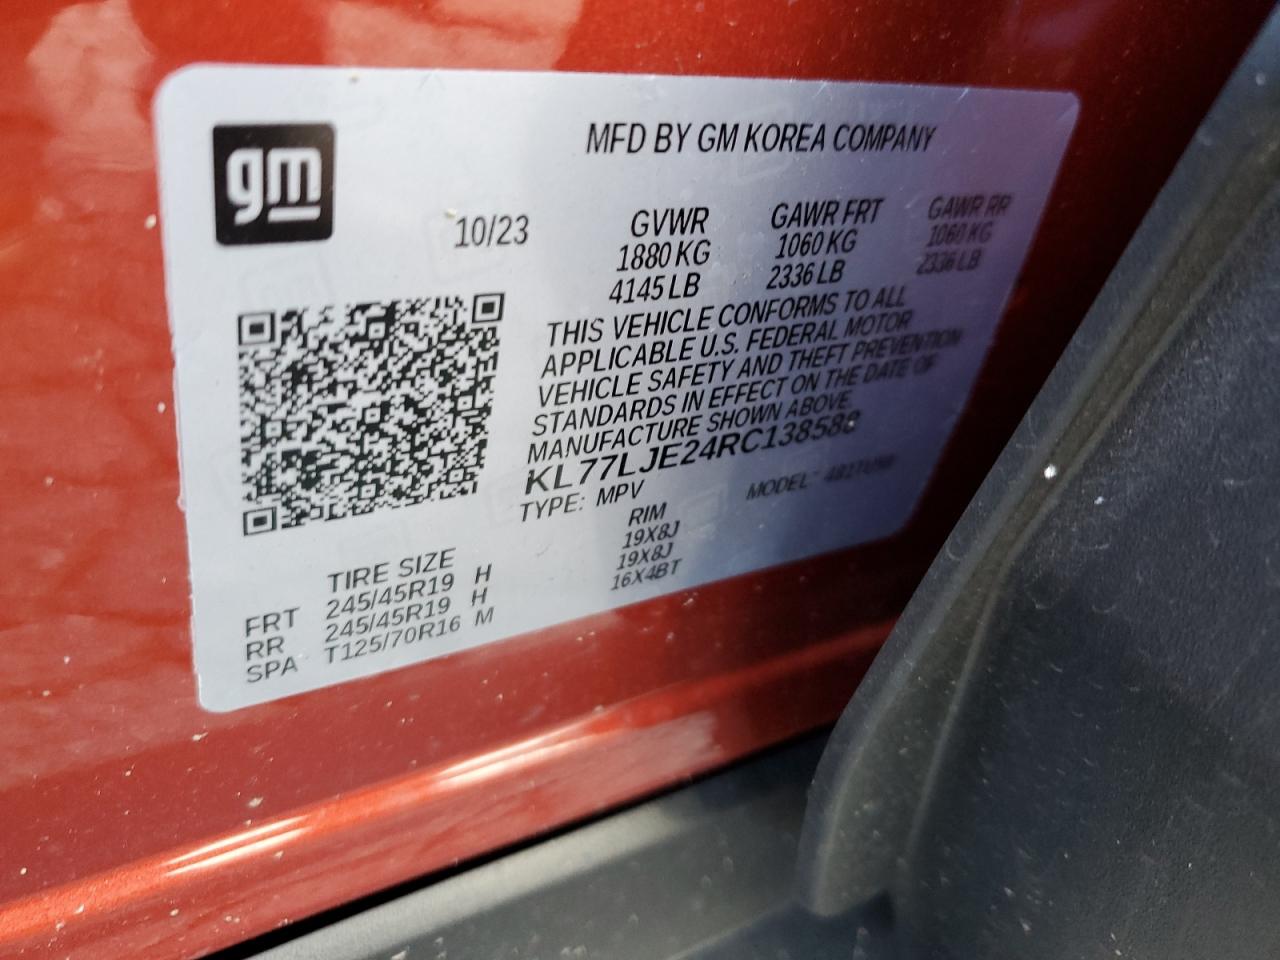 gm
MFD BY GM KOREA COMPANY
10/23
GVWR GAWR FRT GAWR RR
1880 KG 1060 KG 1060 KG
4145 LB 2336 LB 2336 LB
THIS VEHICLE CONFORMS TO ALL
APPLICABLE U.S. FEDERAL MOTOR
VEHICLE SAFETY AND THEFT PREVENTION
STANDARDS IN EFFECT ON THE DATE OF
MANUFACTURE SHOWN ABOVE.
KL77LJE24RC138588
TYPE: MPV MODEL:
TIRE SIZE RIM
FRT 245/45R19 H 19X8J
RR 245/45R19 H 19X8J
SPA T125/70R16 M 16X4BT